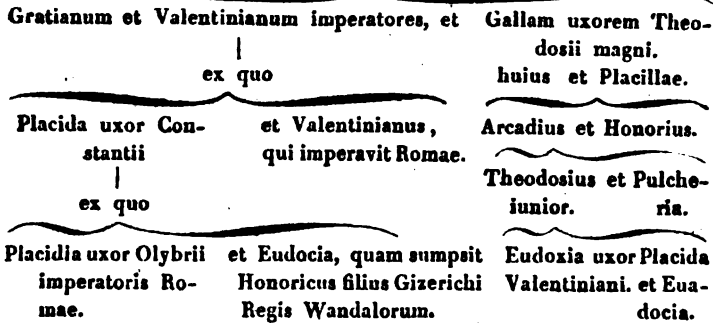 Gratianum et Valentinianum imperatores, et
Gallam uxorem Theo-
dosii magni.
ex quo
huius et Placillae.
Placida uxor Con-
stantii
et Valentinianus,
qui imperavit Romae.
Arcadius et Honorius.
ex quo
Theodosius et Pulche-
iunior. ria.
Placidia uxor Olybrii
imperatoris Ro-
mae.
et Eudocia, quam sumpsit
Honoricus filius Gizerichi
Regis Wandalorum.
Eudoxia uxor Placida
Valentiniani. et Eua-
docia.